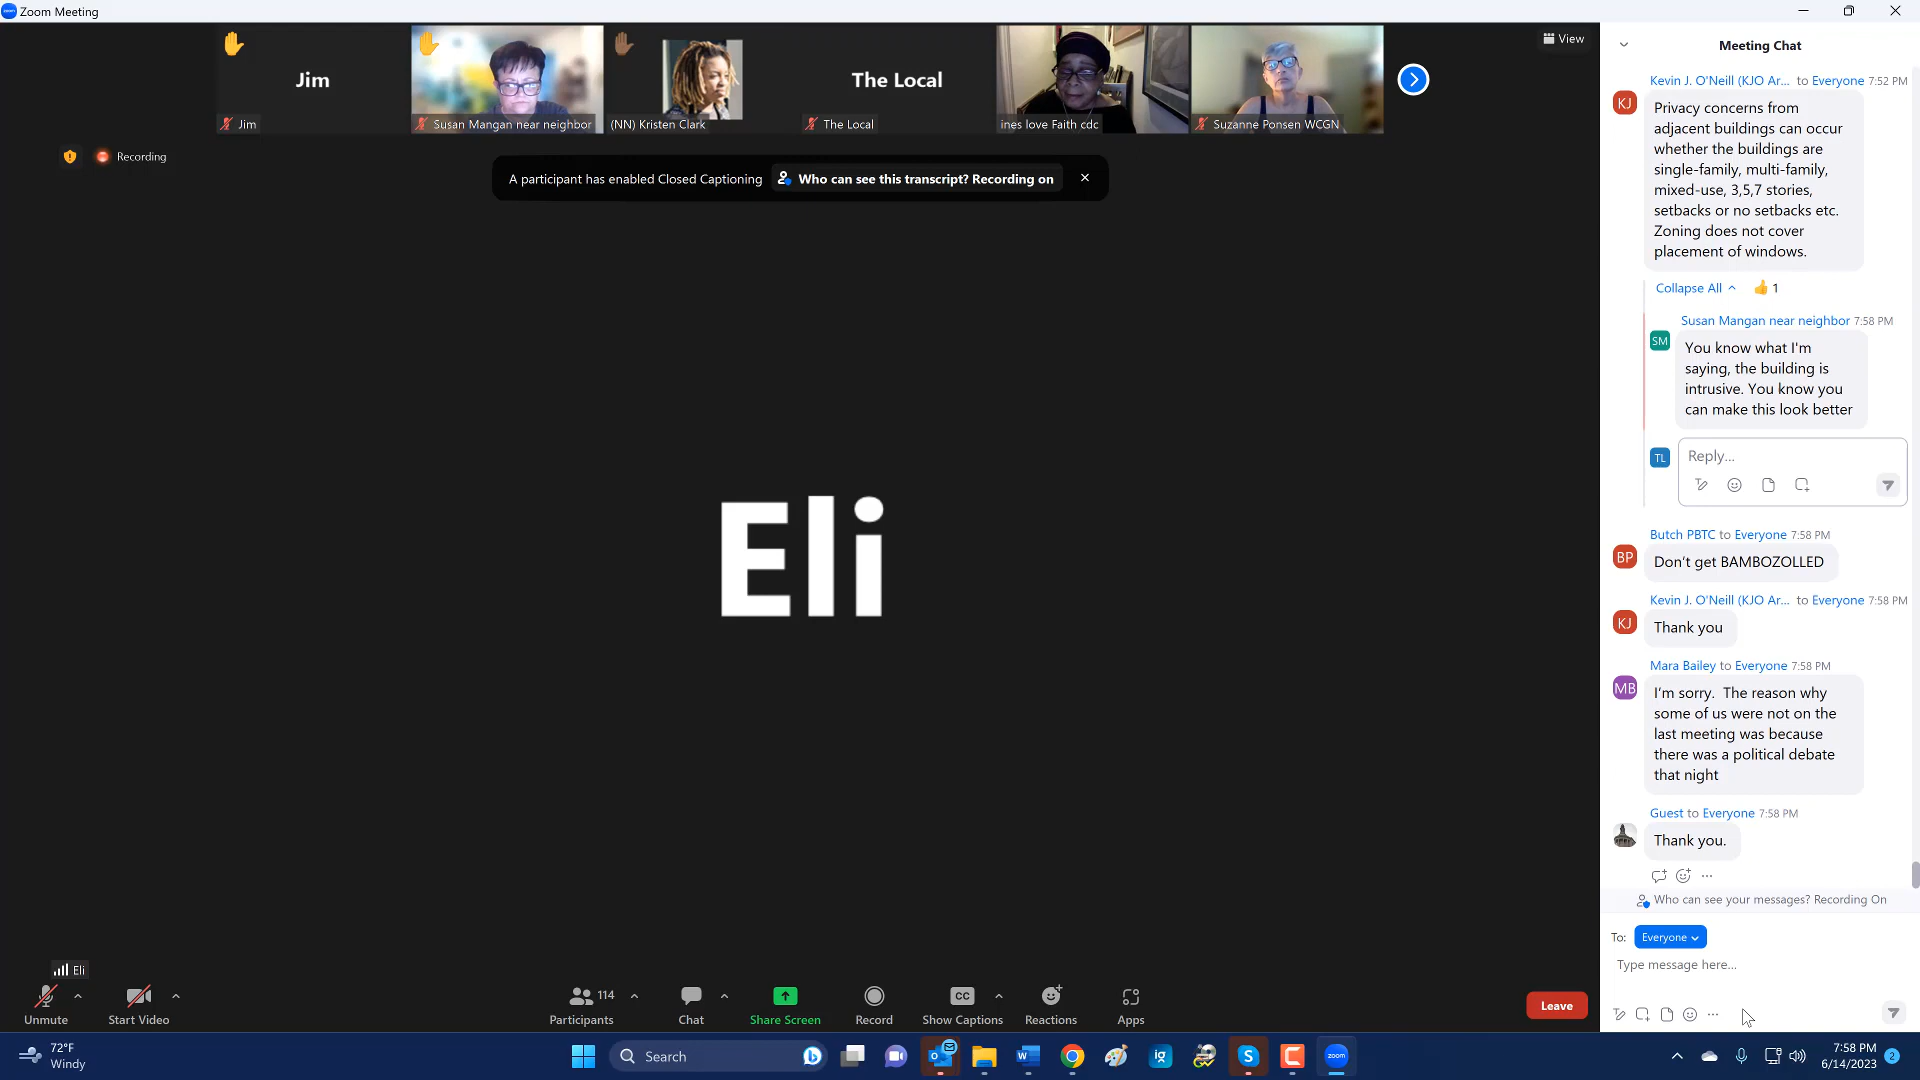 Zoom Meeting
Jim
The Local
Jim
Susan Mangan near neighbor
(NN) Kristen Clark
The Local
ines love Faith cdc
Suzanne Ponsen WCGN
View
Recording
A participant has enabled Closed Captioning
Who can see this transcript? Recording on
Eli
Eli
Unmute
Start Video
114
Participants
Chat
Share Screen
Record
CC
Show Captions
Reactions
Apps
Leave
Meeting Chat
Kevin J. O'Neill (KJO Ar... to Everyone 7:52 PM
KJ
Privacy concerns from
adjacent buildings can occur
whether the buildings are
single-family, multi-family,
mixed-use, 3,5,7 stories,
setbacks or no setbacks etc.
Zoning does not cover
placement of windows.
Collapse All
1
Susan Mangan near neighbor 7:58 PM
SM
You know what I'm
saying, the building is
intrusive. You know you
can make this look better
TL
Reply...
Butch PBTC to Everyone 7:58 PM
BP
Don't get BAMBOZOLLED
Kevin J. O'Neill (KJO Ar... to Everyone 7:58 PM
KJ
Thank you
Mara Bailey to Everyone 7:58 PM
MB
I'm sorry. The reason why
some of us were not on the
last meeting was because
there was a political debate
that night
Guest to Everyone 7:58 PM
Thank you.
Who can see your messages? Recording On
To: Everyone
Type message here...
72°F
Windy
Search
ig
zoom
7:58 PM
6/14/2023
2